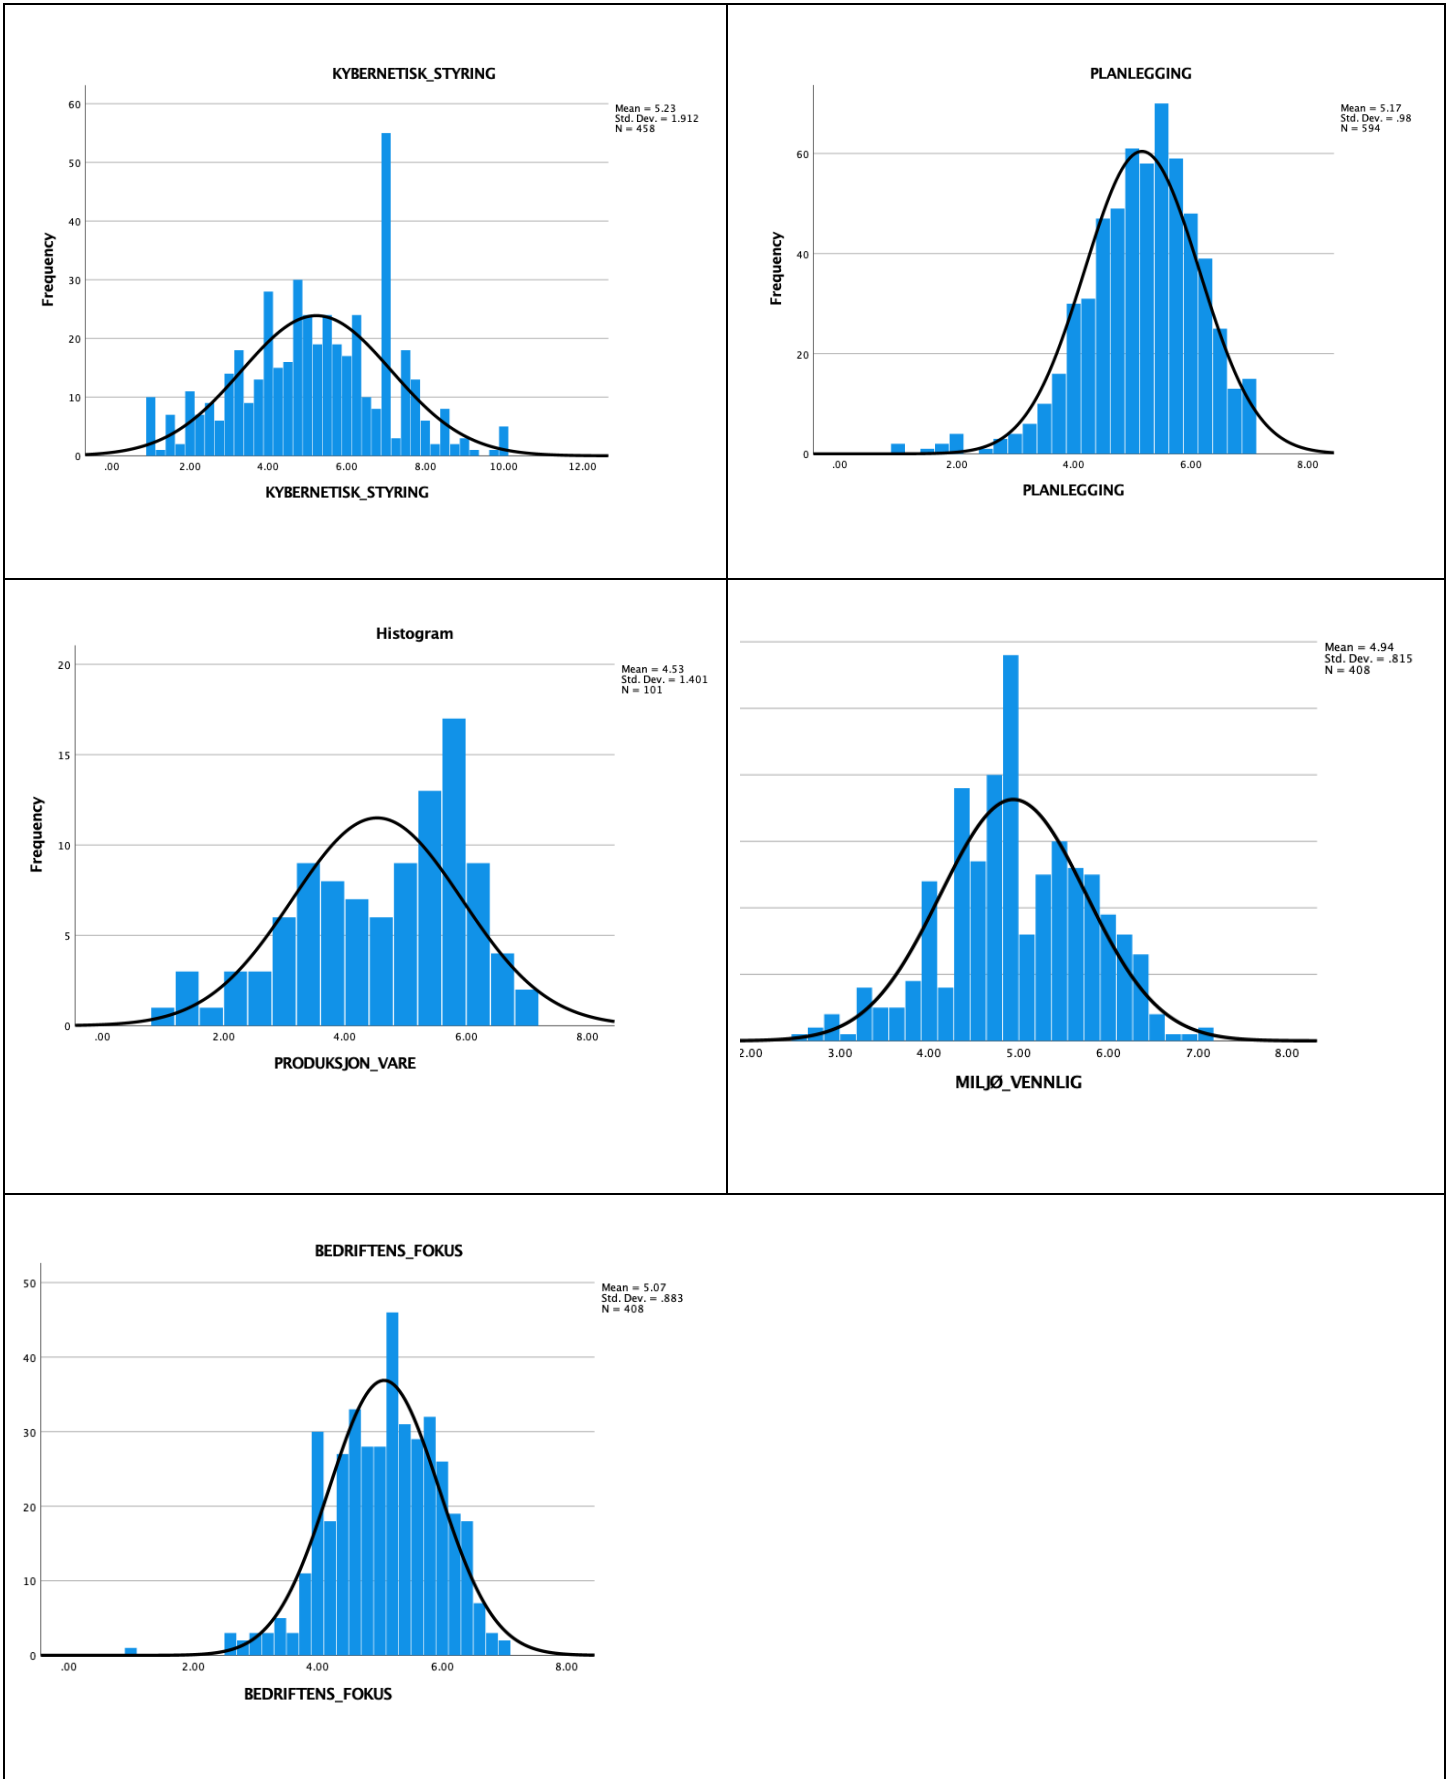 KYBERNETISK_STYRING
Mean = 5.23
Std. Dev. = 1.912
N = 458
60
50
40
30
20
10
0
Frequency
.00 2.00 4.00 6.00 8.00 10.00 12.00
KYBERNETISK_STYRING
PLANLEGGING
Mean = 5.17
Std. Dev. = .98
N = 594
60
40
20
0
Frequency
.00 2.00 4.00 6.00 8.00
PLANLEGGING
Histogram
Mean = 4.53
Std. Dev. = 1.401
N = 101
20
15
10
5
0
Frequency
.00 2.00 4.00 6.00 8.00
PRODUKSJON_VARE
Mean = 4.94
Std. Dev. = .815
N = 408
2.00 3.00 4.00 5.00 6.00 7.00 8.00
MILJØ_VENNLIG
BEDRIFTENS_FOKUS
Mean = 5.07
Std. Dev. = .883
N = 408
50
40
30
20
10
0
.00 2.00 4.00 6.00 8.00
BEDRIFTENS_FOKUS